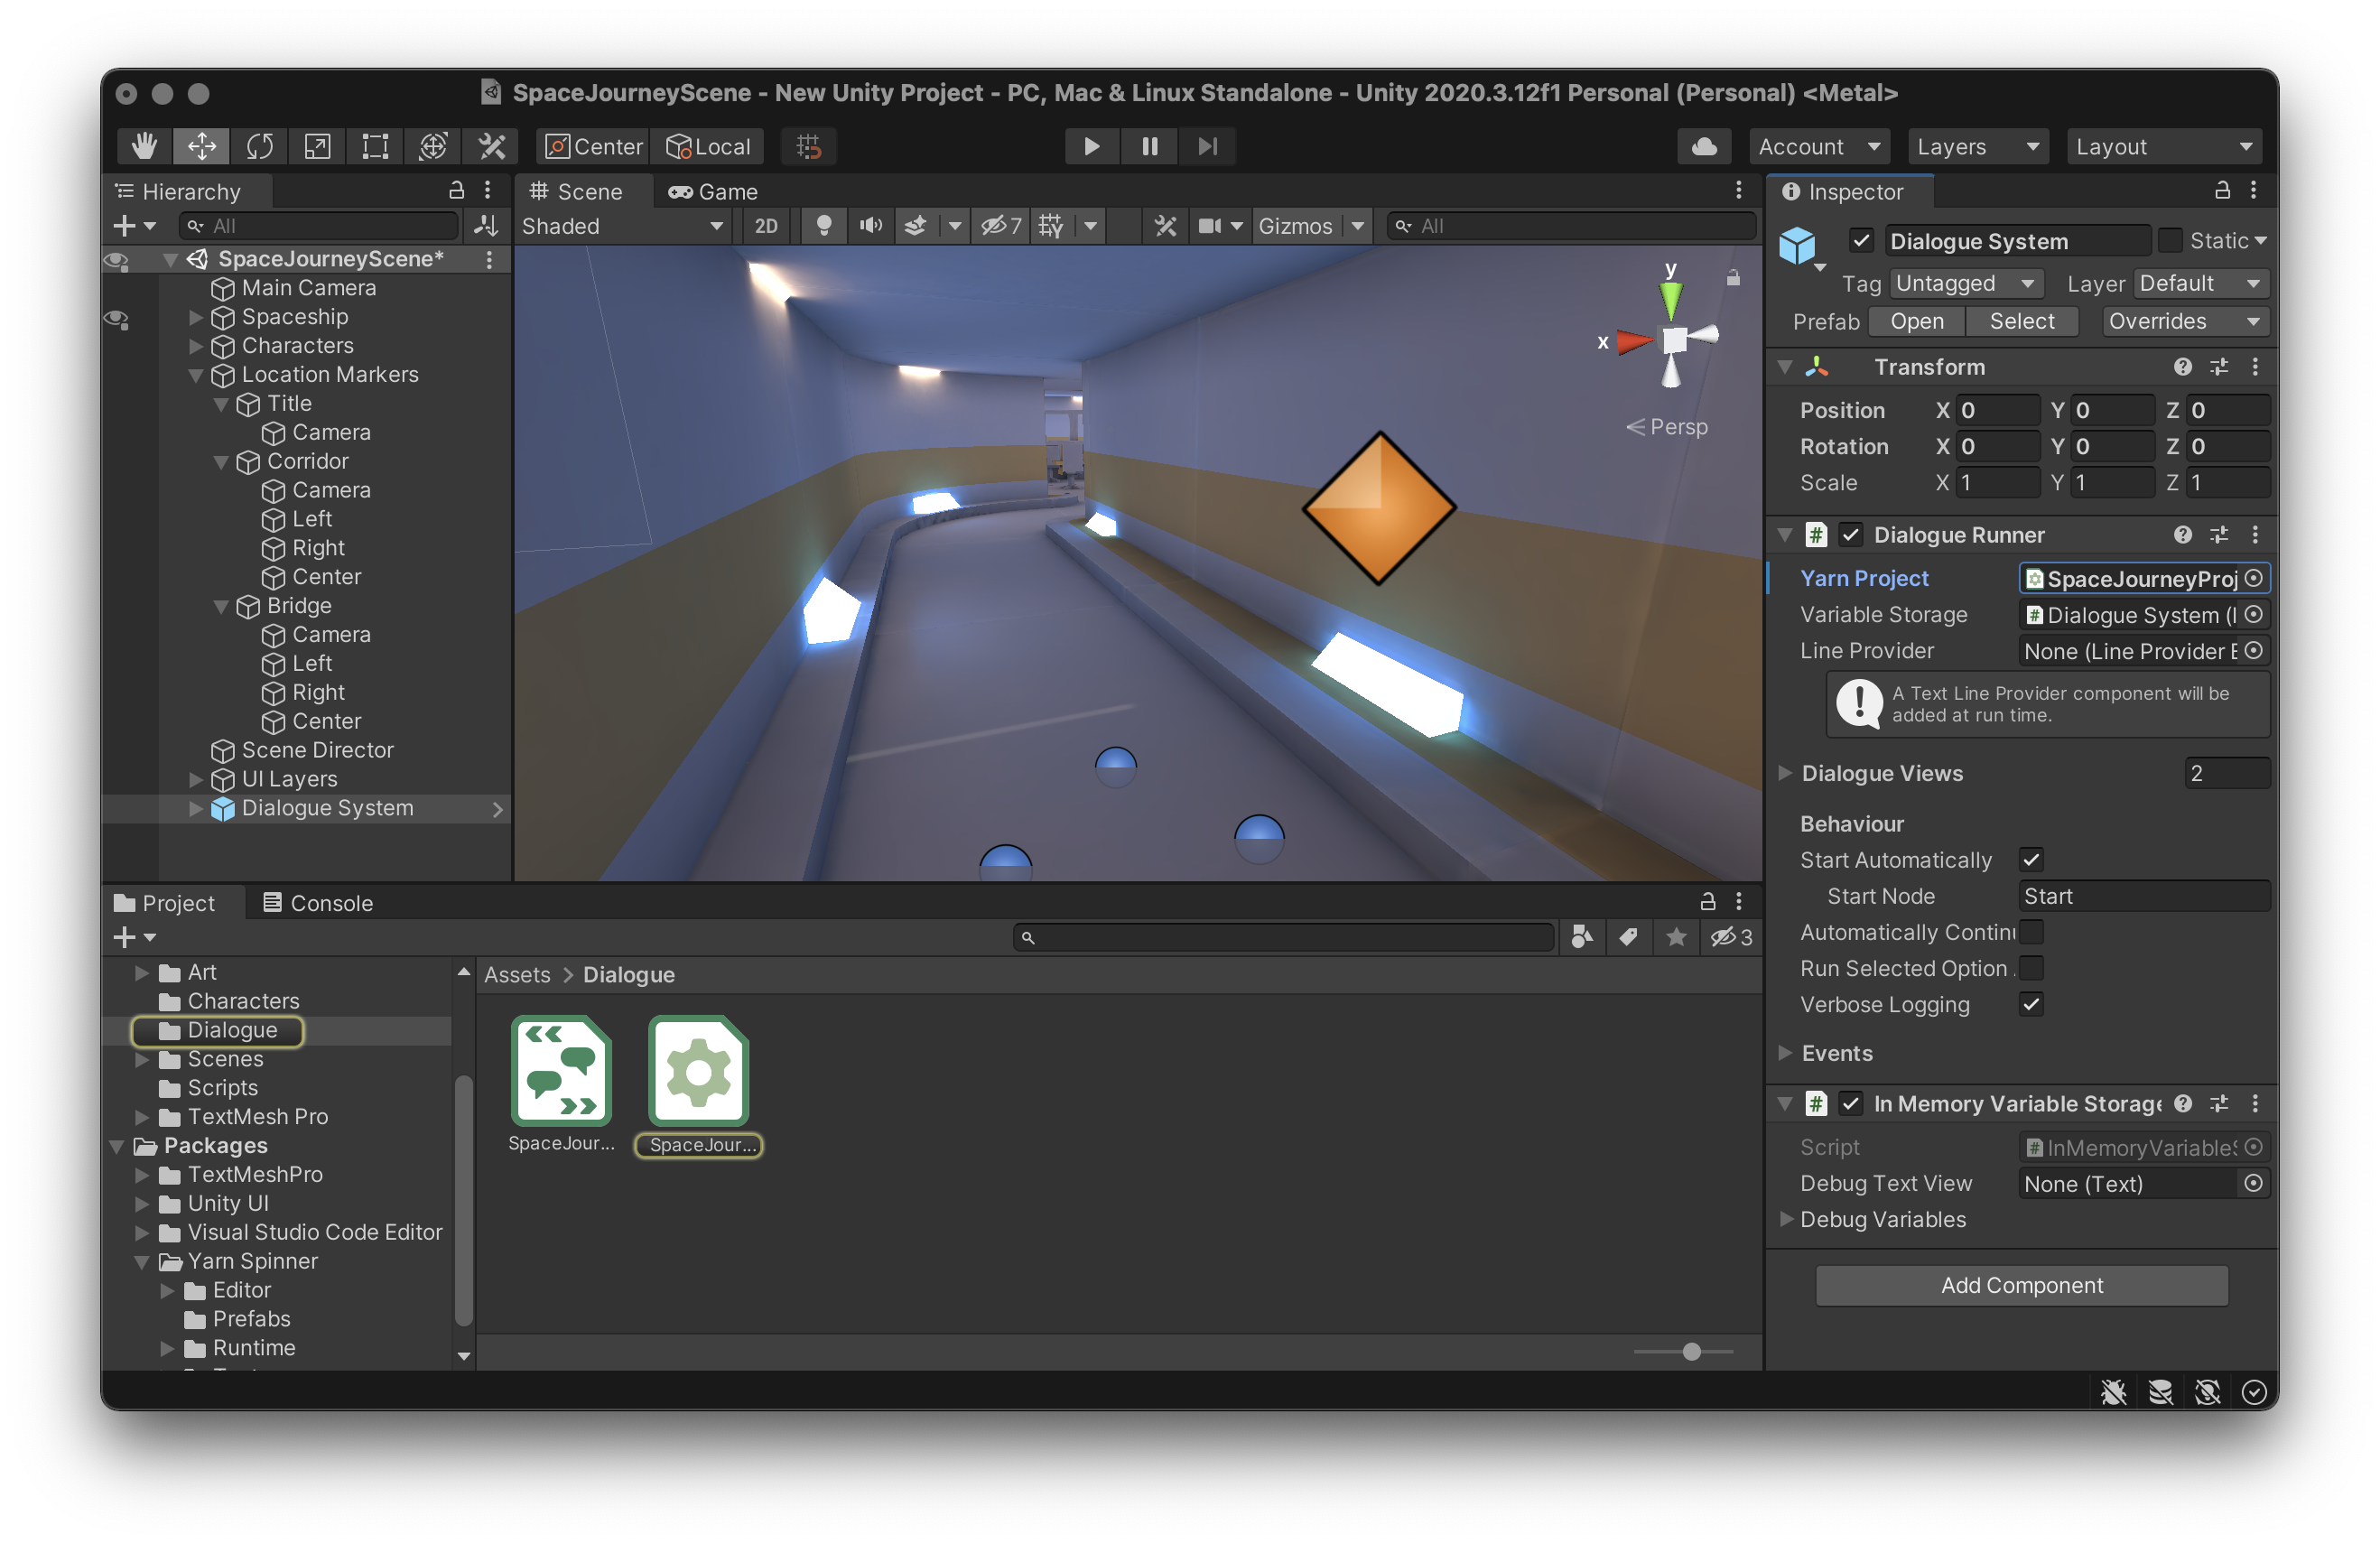 SpaceJourneyScene - New Unity Project - PC, Mac & Linux Standalone - Unity 2020.3.12f1 Personal (Personal) <Metal>
Center Local Account Layers Layout
Hierarchy
All
SpaceJourneyScene*
Main Camera
Spaceship
Characters
Location Markers
Title
Camera
Corridor
Camera
Left
Right
Center
Bridge
Camera
Left
Right
Center
Scene Director
UI Layers
Dialogue System
Scene Game
Shaded 2D 7 Gizmos All
y
x
Persp
Inspector
Dialogue System Static
Tag Untagged Layer Default
Prefab Open Select Overrides
Transform
Position X 0 Y 0 Z 0
Rotation X 0 Y 0 Z 0
Scale X 1 Y 1 Z 1
# Dialogue Runner
Yarn Project SpaceJourneyProj
Variable Storage # Dialogue System (
Line Provider None (Line Provider
A Text Line Provider component will be
added at run time.
Dialogue Views 2
Behaviour
Start Automatically
Start Node Start
Automatically Contin
Run Selected Option .
Verbose Logging
Events
# In Memory Variable Storage
Script # InMemoryVariable
Debug Text View None (Text)
Debug Variables
Add Component
Project Console
3
Art
Characters
Dialogue
Scenes
Scripts
TextMesh Pro
Packages
TextMeshPro
Unity UI
Visual Studio Code Editor
Yarn Spinner
Editor
Prefabs
Runtime
Assets > Dialogue
SpaceJour... SpaceJour...